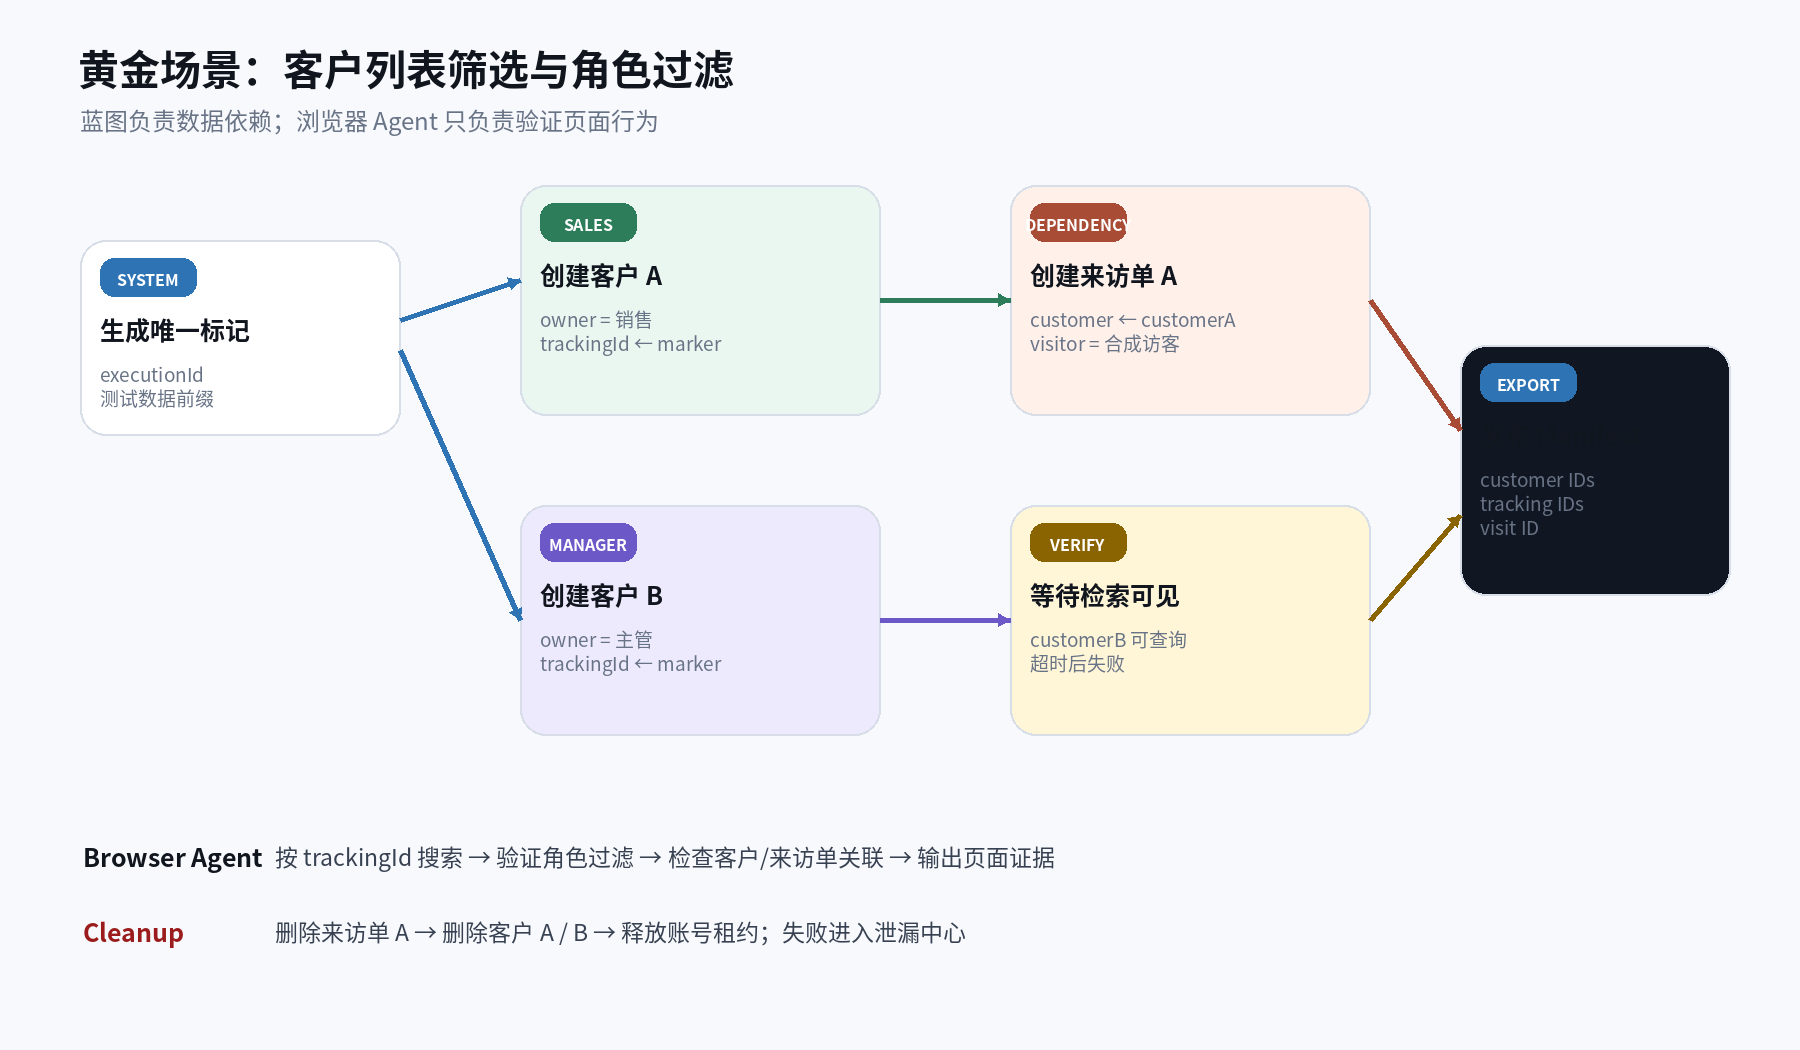 黄金场景：客户列表筛选与角色过滤
蓝图负责数据依赖；浏览器 Agent 只负责验证页面行为
SYSTEM
生成唯一标记
executionId
测试数据前缀
SALES
创建客户 A
owner = 销售
trackingId ← marker
DEPENDENCY
创建来访单 A
customer ← customerA
visitor = 合成访客
MANAGER
创建客户 B
owner = 主管
trackingId ← marker
VERIFY
等待检索可见
customerB 可查询
超时后失败
EXPORT
customer IDs
tracking IDs
visit ID
Browser Agent 按 trackingId 搜索 → 验证角色过滤 → 检查客户/来访单关联 → 输出页面证据
Cleanup 删除来访单 A → 删除客户 A / B → 释放账号租约；失败进入泄漏中心